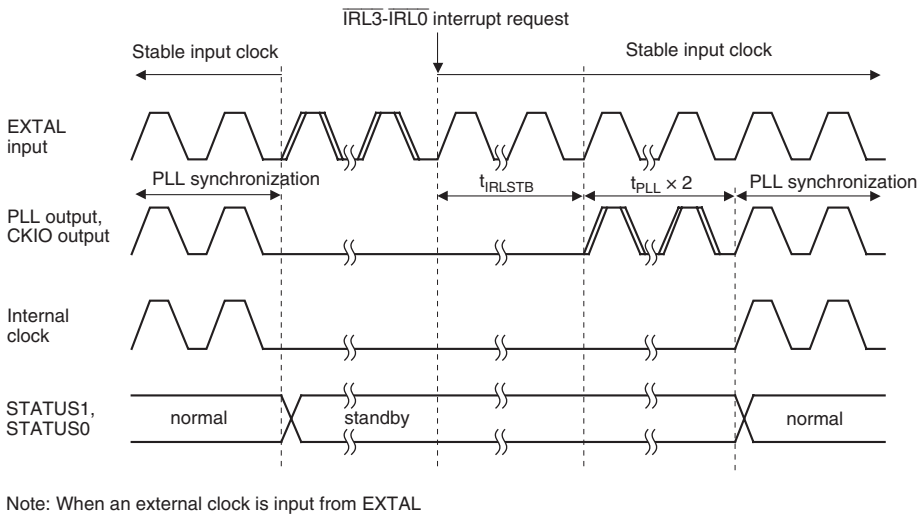 IRL3-IRL0 interrupt request
Stable input clock
Stable input clock
EXTAL
input
PLL synchronization
tIRLSTB
tPLL × 2
PLL synchronization
PLL output,
CKIO output
Internal
clock
STATUS1,
STATUS0
normal
standby
normal
Note: When an external clock is input from EXTAL